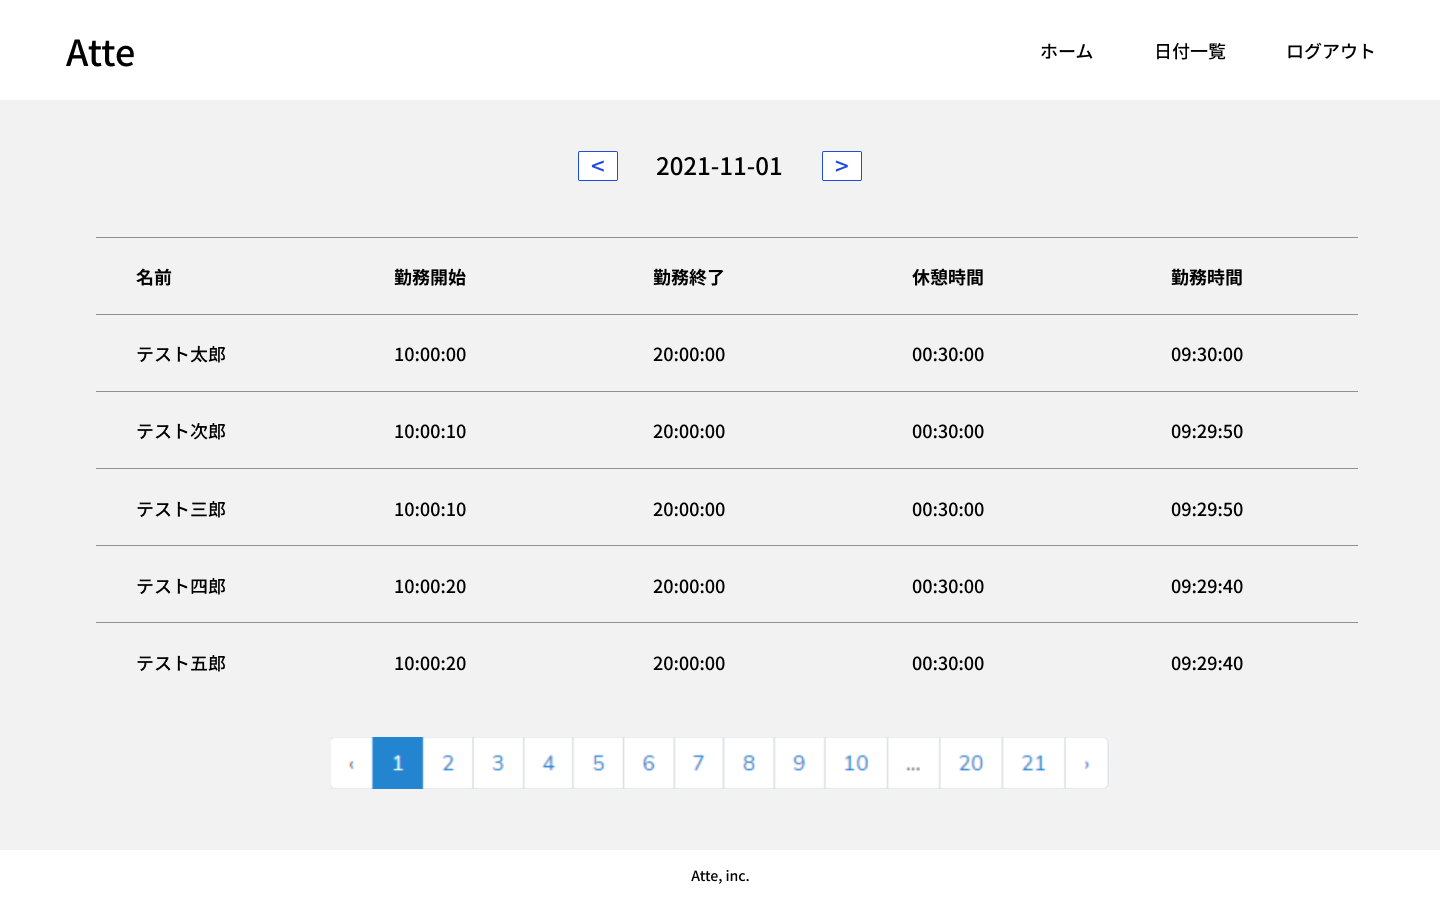 Atte ホーム 日付一覧 ログアウト
< 2021-11-01 >
名前 勤務開始 勤務終了 休憩時間 勤務時間
テスト太郎 10:00:00 20:00:00 00:30:00 09:30:00
テスト次郎 10:00:10 20:00:00 00:30:00 09:29:50
テスト三郎 10:00:10 20:00:00 00:30:00 09:29:50
テスト四郎 10:00:20 20:00:00 00:30:00 09:29:40
テスト五郎 10:00:20 20:00:00 00:30:00 09:29:40
‹ 1 2 3 4 5 6 7 8 9 10 ... 20 21 ›
Atte, inc.